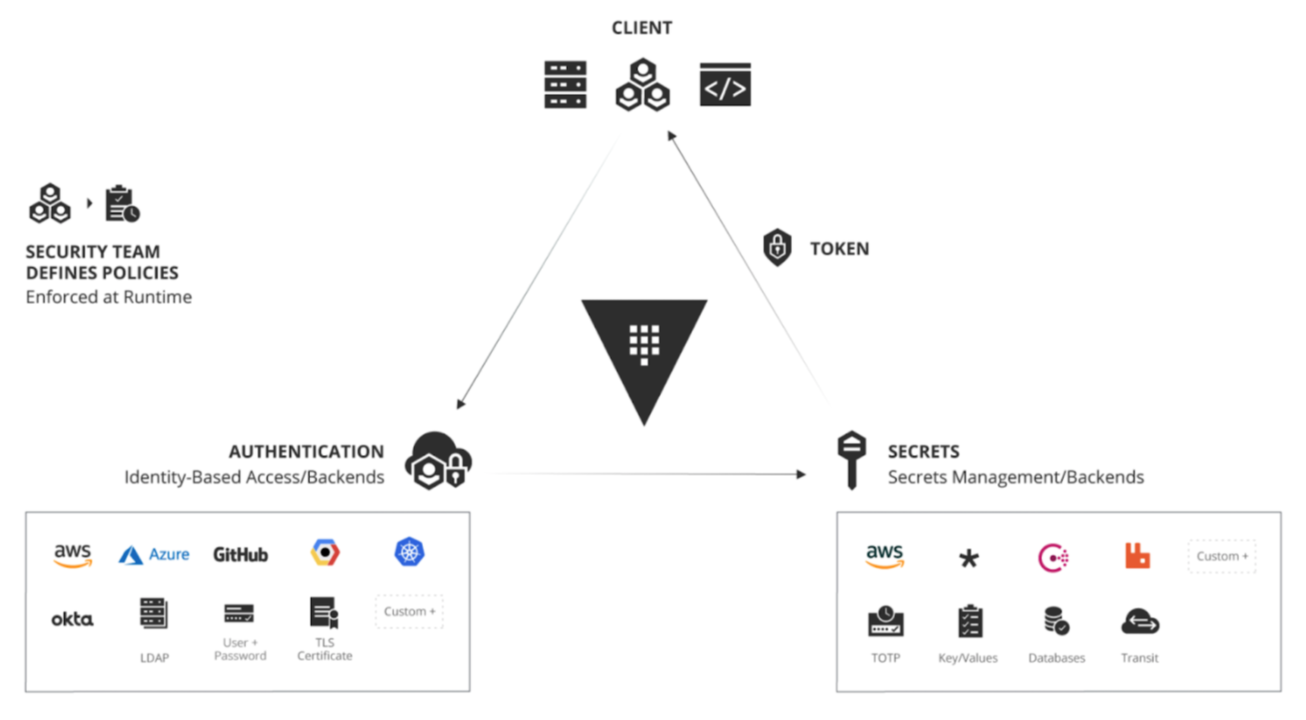 CLIENT
</>
SECURITY TEAM
DEFINES POLICIES
Enforced at Runtime
TOKEN
AUTHENTICATION
Identity-Based Access/Backends
SECRETS
Secrets Management/Backends
aws
Azure
GitHub
okta
LDAP
User +
Password
TLS
Certificate
Custom +
aws
Custom +
TOTP
Key/Values
Databases
Transit